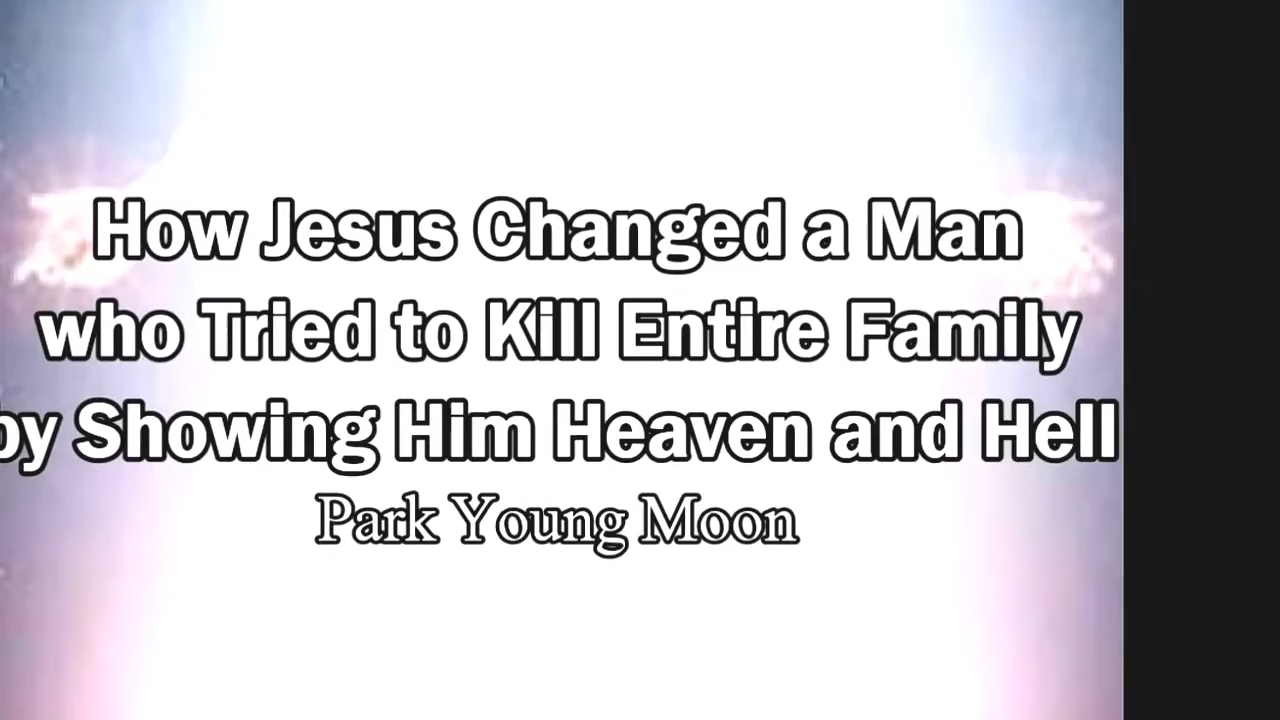 How Jesus Changed a Man
who Tried to Kill Entire Family
by Showing Him Heaven and Hell
Park Young Moon